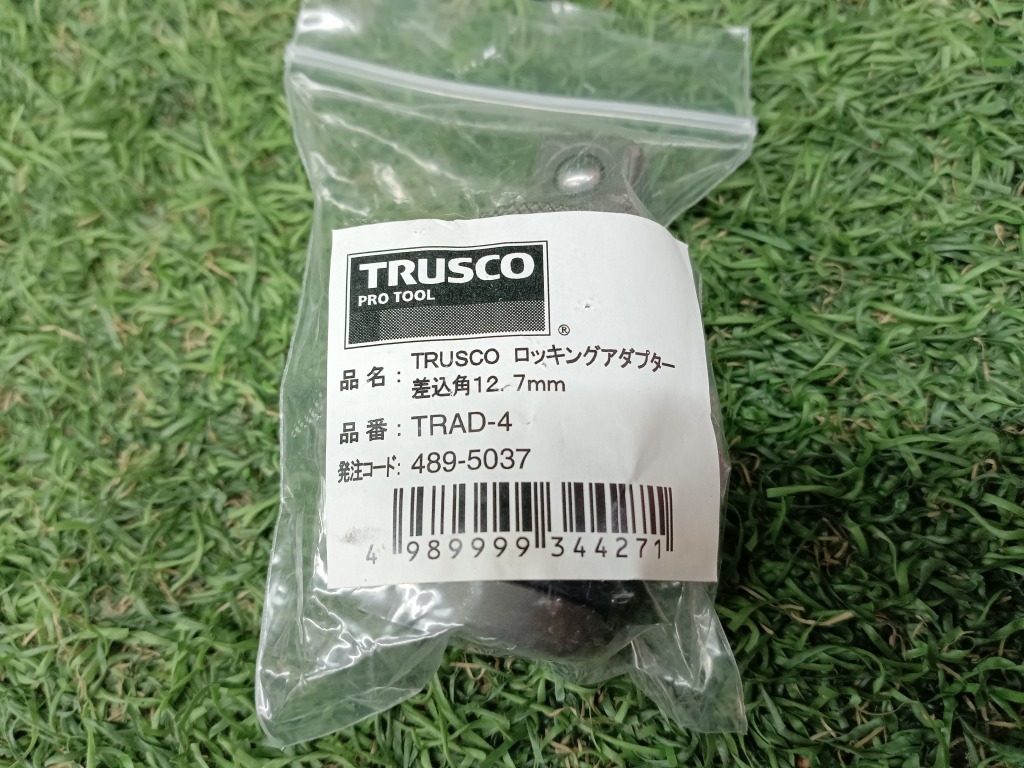 TRUSCO
PRO TOOL
®
品名: TRUSCO ロッキングアダプター
差込角12.7mm
品番: TRAD-4
発注コード: 489-5037
4 989999 344271